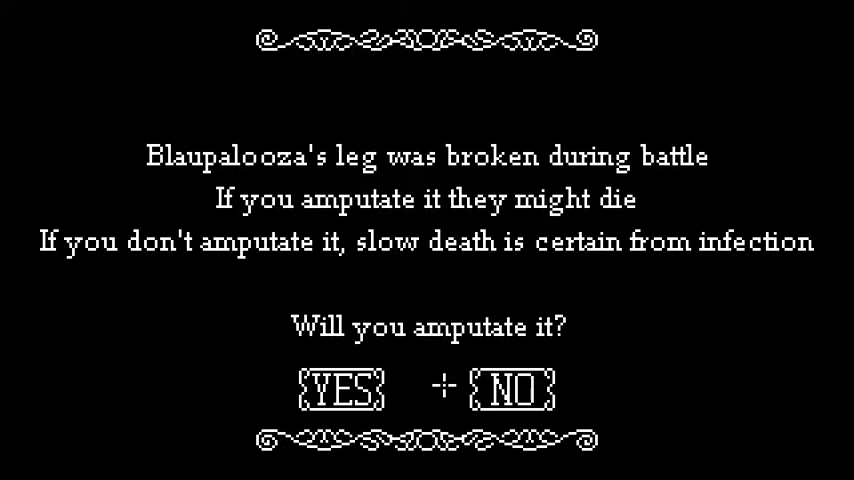 Blaupalooza's leg was broken during battle
If you amputate it they might die
If you don't amputate it, slow death is certain from infection
Will you amputate it?
YES NO